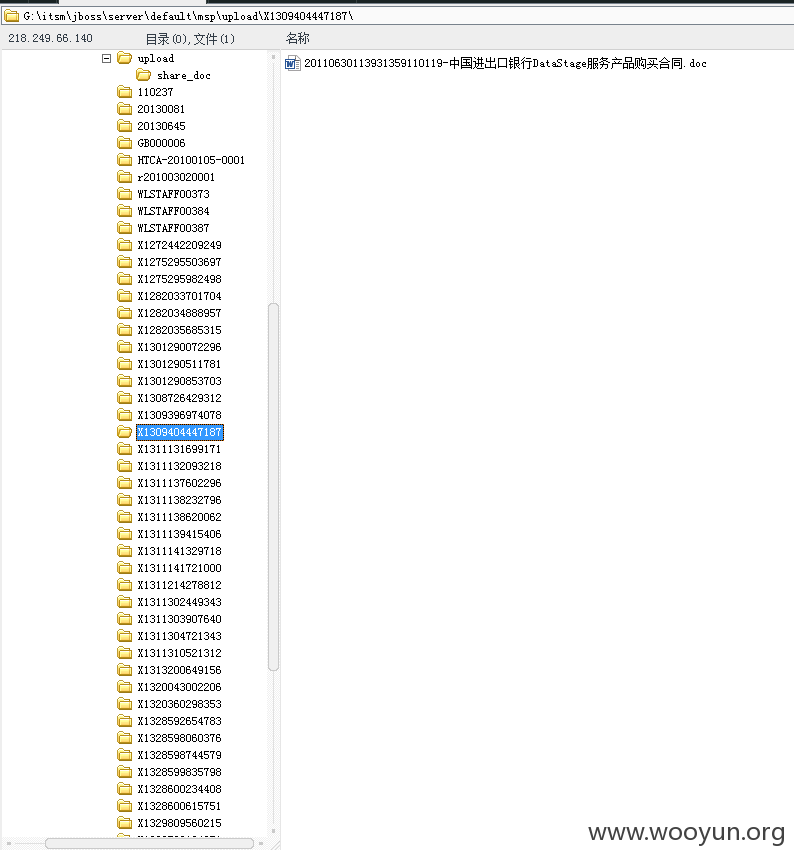 G:\itsm\jboss\server\default\msp\upload\X1309404447187\
218.249.66.140 目录(0),文件(1) 名称
upload
share_doc
20110630113931359110119-中国进出口银行DataStage服务产品购买合同.doc
110237
20130081
20130645
GB000006
HTCA-20100105-0001
r201003020001
WLSTAFF00373
WLSTAFF00384
WLSTAFF00387
X1272442209249
X1275295503697
X1275295982498
X1282033701704
X1282034888957
X1282035685315
X1301290072296
X1301290511781
X1301290853703
X1308726429312
X1309396974078
X1309404447187
X1311131699171
X1311132093218
X1311137602296
X1311138232796
X1311138620062
X1311139415406
X1311141329718
X1311141721000
X1311214278812
X1311302449343
X1311303907640
X1311304721343
X1311310521312
X1313200649156
X1320043002206
X1320360298353
X1328592654783
X1328598060376
X1328598744579
X1328599835798
X1328600234408
X1328600615751
X1329809560215
www.wooyun.org